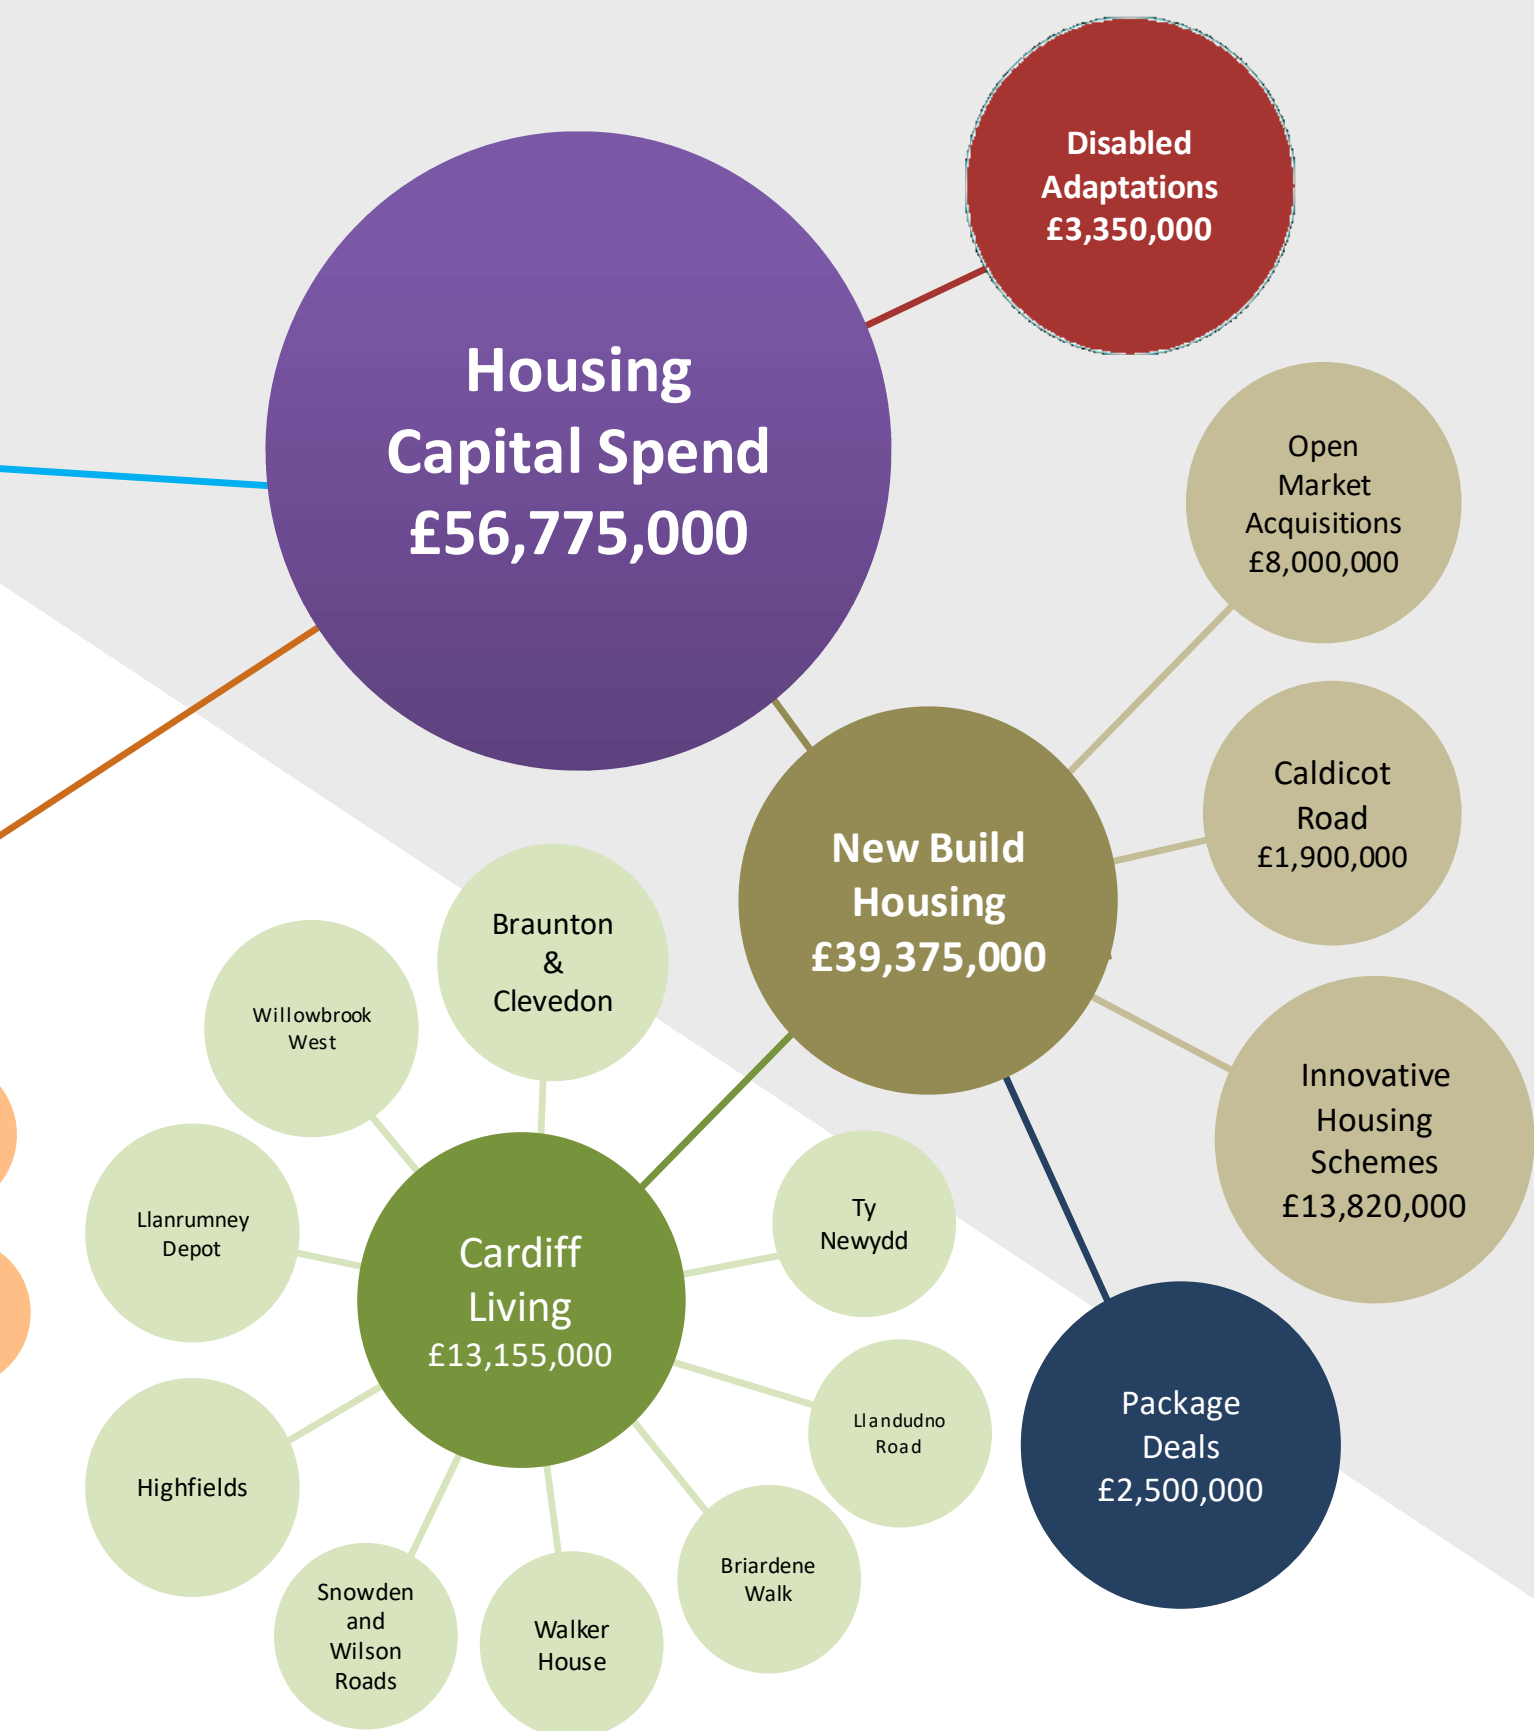 Disabled
Adaptations
£3,350,000
Housing
Capital Spend
£56,775,000
Open
Market
Acquisitions
£8,000,000
Caldicot
Road
£1,900,000
New Build
Housing
£39,375,000
Innovative
Housing
Schemes
£13,820,000
Package
Deals
£2,500,000
Braunton
&
Clevedon
Willowbrook
West
Llanrumney
Depot
Cardiff
Living
£13,155,000
Ty
Newydd
Llandudno
Road
Highfields
Snowden
and
Wilson
Roads
Walker
House
Briardene
Walk